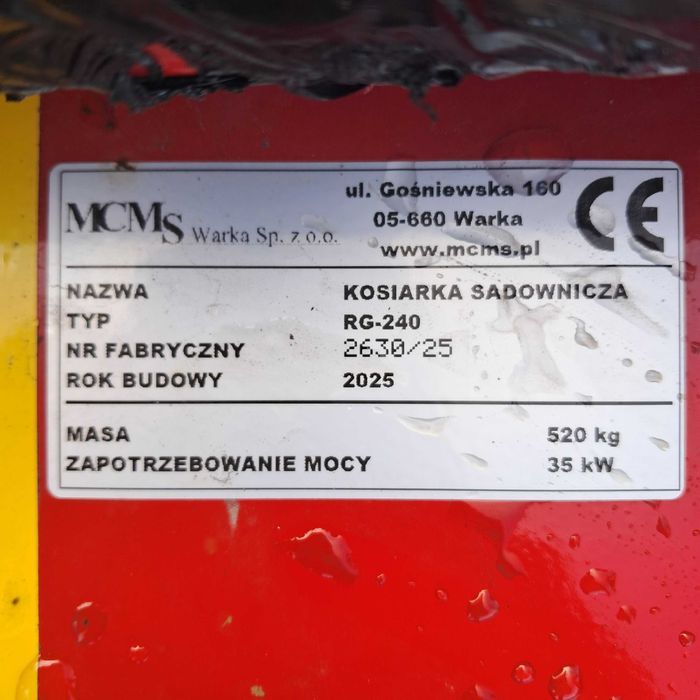 MCMS Warka Sp. z o.o.
ul. Gośniewska 160
05-660 Warka
www.mcms.pl
CE
NAZWA KOSIARKA SADOWNICZA
TYP RG-240
NR FABRYCZNY 2630/25
ROK BUDOWY 2025
MASA 520 kg
ZAPOTRZEBOWANIE MOCY 35 kW